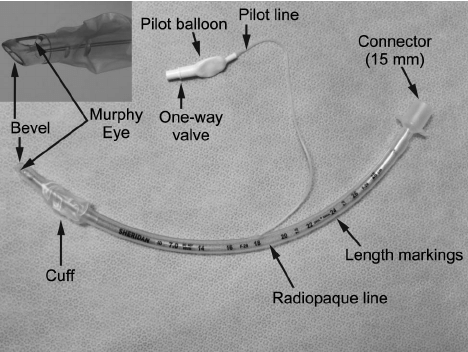 Pilot balloon
Pilot line
Connector
(15 mm)
Bevel
Murphy
Eye
One-way
valve
Cuff
SHERIDAN 7.0 14 16 18 20 22 24
Length markings
Radiopaque line